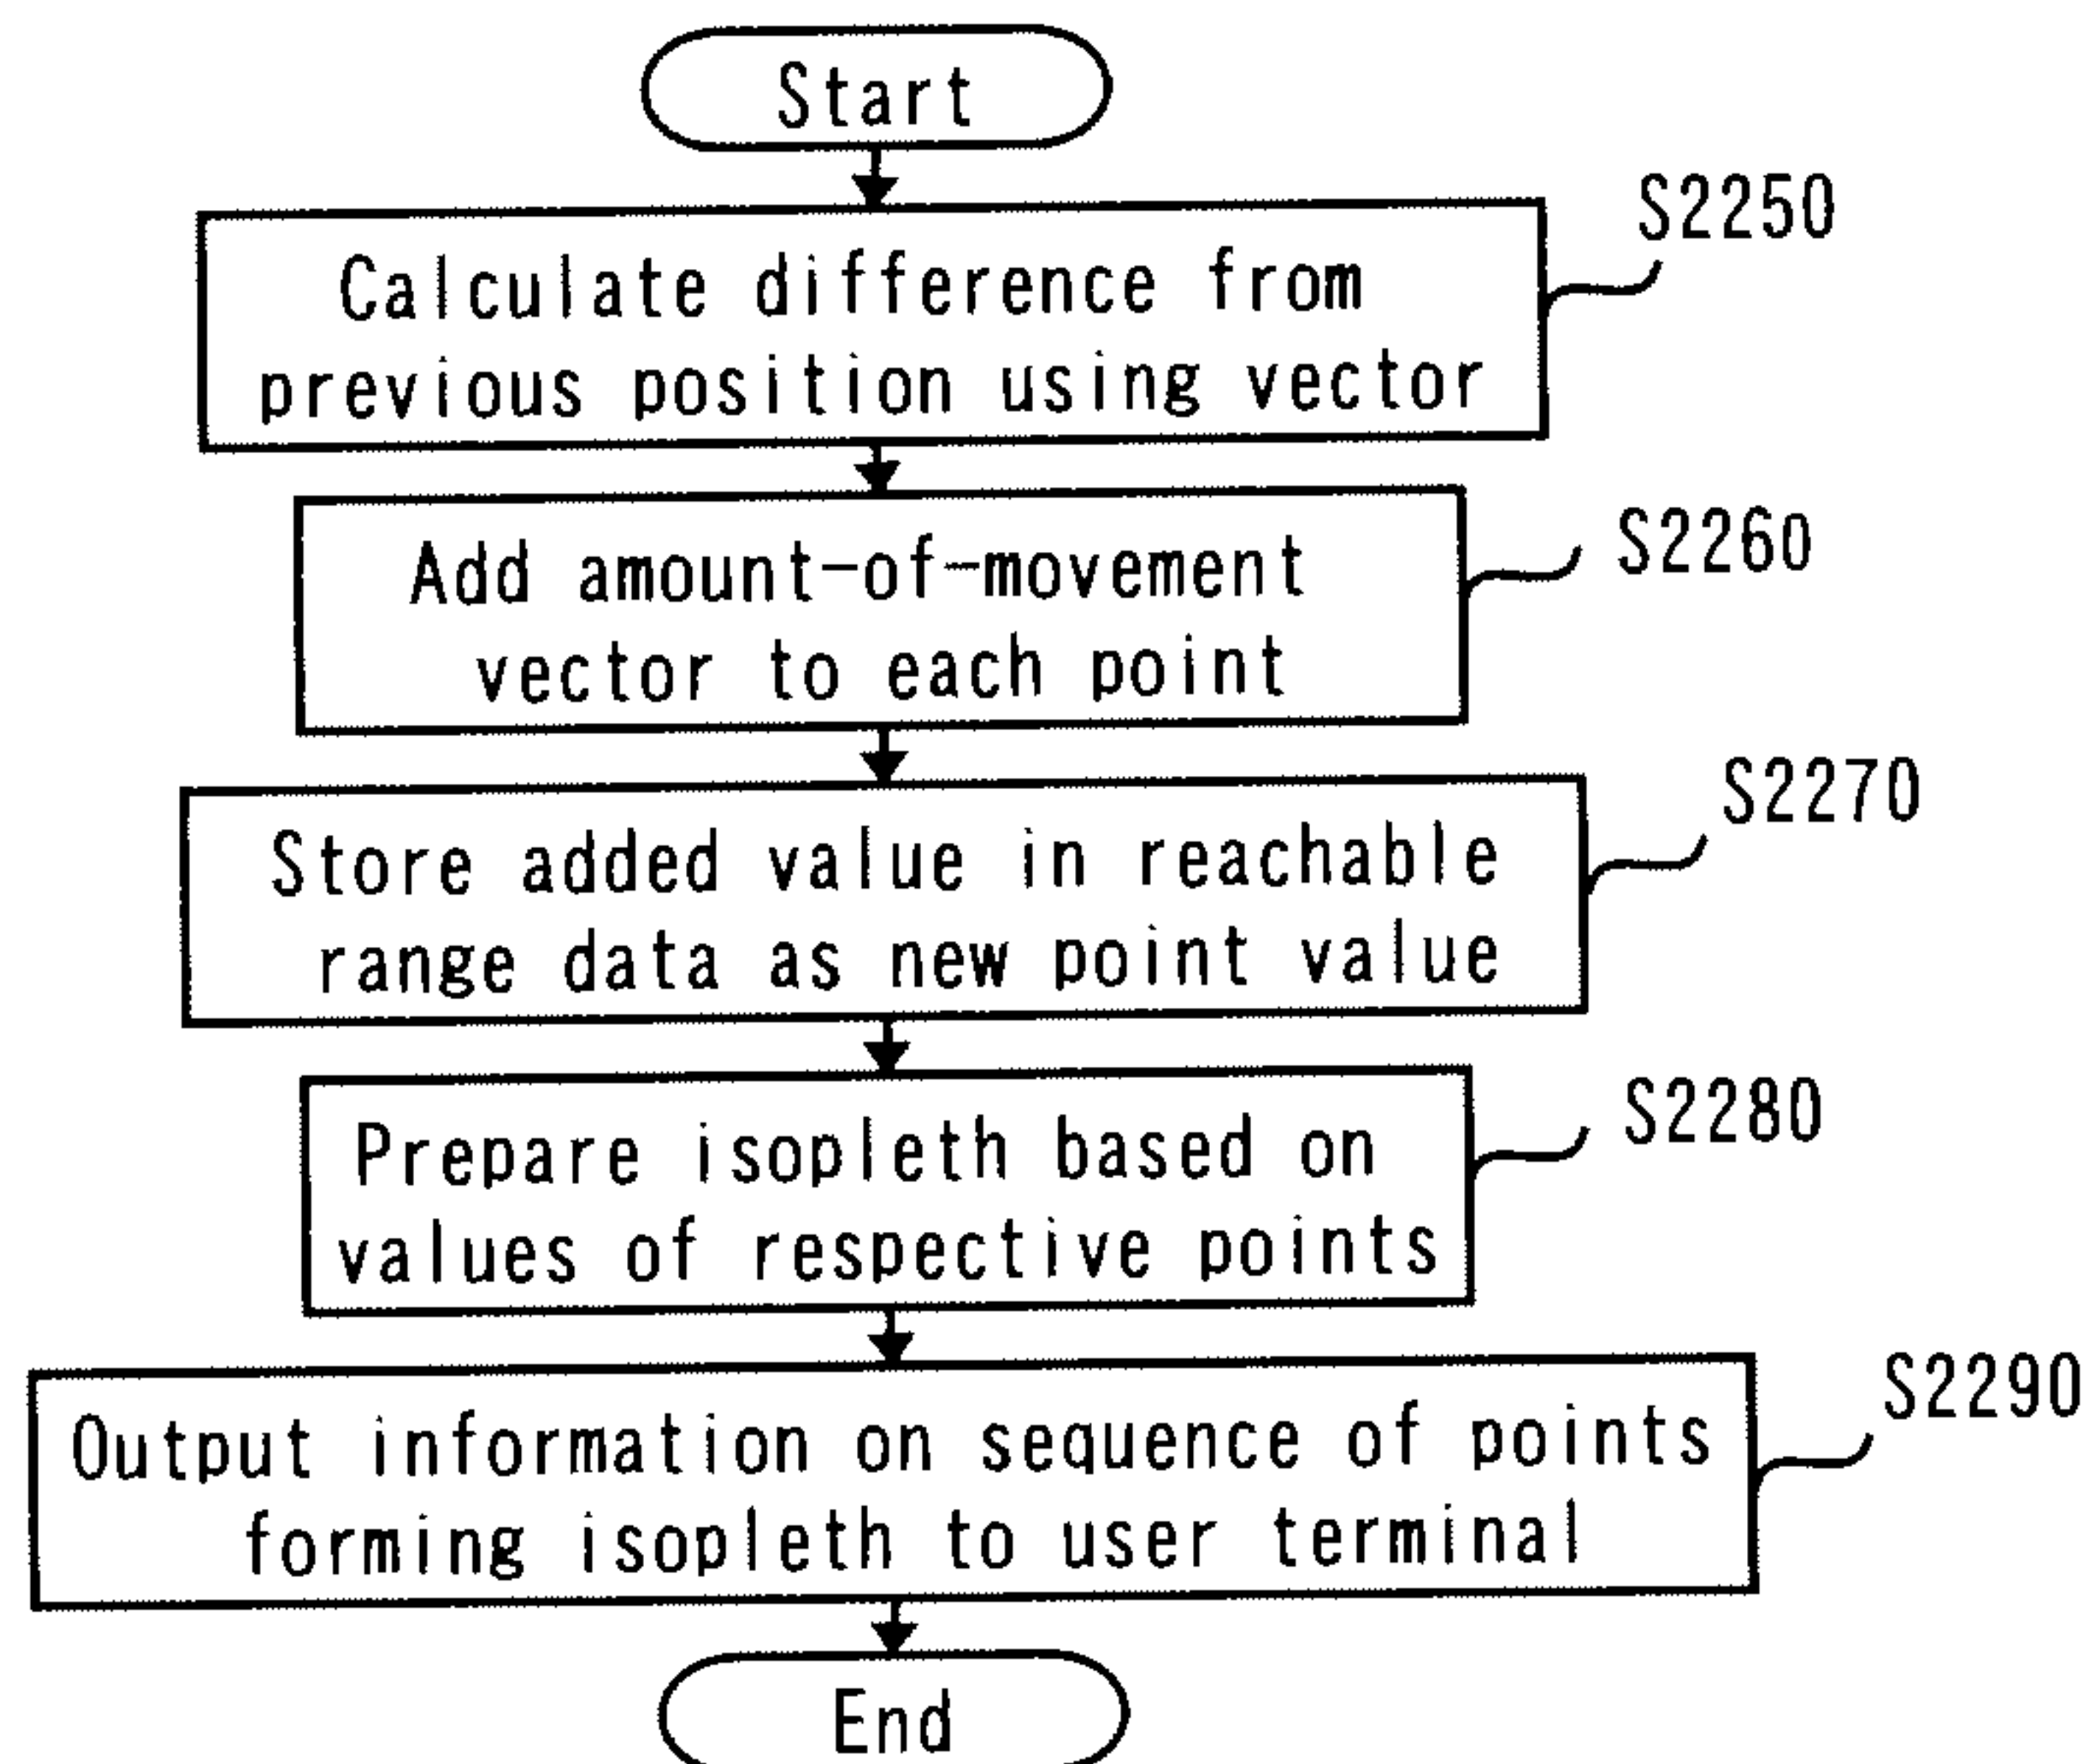 Start
S2250
Calculate difference from
previous position using vector
S2260
Add amount-of-movement
vector to each point
S2270
Store added value in reachable
range data as new point value
S2280
Prepare isopleth based on
values of respective points
S2290
Output information on sequence of points
forming isopleth to user terminal
End